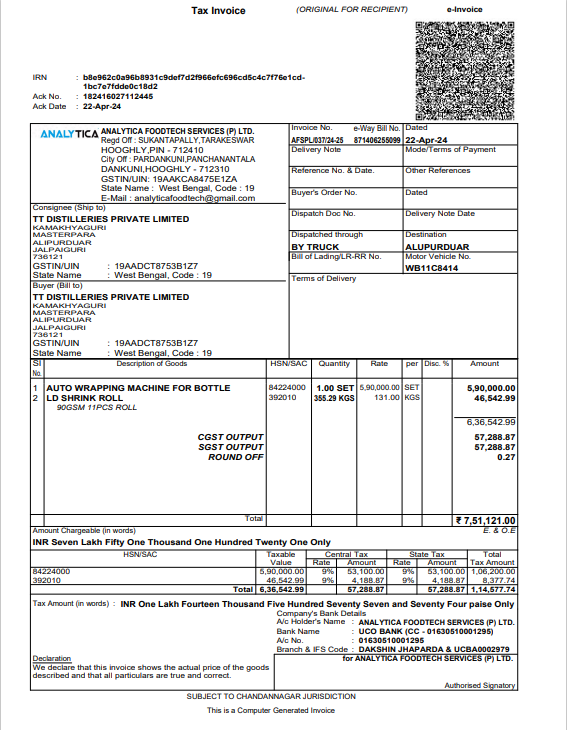 Tax Invoice
(ORIGINAL FOR RECIPIENT)
e-Invoice
IRN : b8e962c0a96b8931c9def7d2f966efc696cd5c4c7f76e1cd-
1bc7e7fdde0c18d2
Ack No. : 182416027112445
Ack Date : 22-Apr-24
ANALYTICA
ANALYTICA FOODTECH SERVICES (P) LTD.
Regd Off : SUKANTAPALLY,TARAKESWAR
HOOGHLY,PIN - 712410
City Off : PARDANKUNI,PANCHANANTALA
DANKUNI,HOOGHLY - 712310
GSTIN/UIN: 19AAKCA8475E1ZA
State Name : West Bengal, Code : 19
E-Mail : analyticafoodtech@gmail.com
Invoice No. e-Way Bill No. Dated
AFSPL/037/24-25 871406255099 22-Apr-24
Delivery Note Mode/Terms of Payment
Reference No. & Date. Other References
Buyer's Order No. Dated
Dispatch Doc No. Delivery Note Date
Dispatched through Destination
BY TRUCK ALUPURDUAR
Bill of Lading/LR-RR No. Motor Vehicle No.
WB11C8414
Terms of Delivery
Consignee (Ship to)
TT DISTILLERIES PRIVATE LIMITED
KAMAKHYAGURI
MASTERPARA
ALIPURDUAR
JALPAIGURI
736121
GSTIN/UIN : 19AADCT8753B1Z7
State Name : West Bengal, Code : 19
Buyer (Bill to)
TT DISTILLERIES PRIVATE LIMITED
KAMAKHYAGURI
MASTERPARA
ALIPURDUAR
JALPAIGURI
736121
GSTIN/UIN : 19AADCT8753B1Z7
State Name : West Bengal, Code : 19
Sl No. Description of Goods HSN/SAC Quantity Rate per Disc. % Amount
1 AUTO WRAPPING MACHINE FOR BOTTLE 84224000 1.00 SET 5,90,000.00 SET 5,90,000.00
2 LD SHRINK ROLL 392010 355.29 KGS 131.00 KGS 46,542.99
90GSM 11PCS ROLL
6,36,542.99
CGST OUTPUT 57,288.87
SGST OUTPUT 57,288.87
ROUND OFF 0.27
Total ₹ 7,51,121.00
Amount Chargeable (in words) E. & O.E
INR Seven Lakh Fifty One Thousand One Hundred Twenty One Only
HSN/SAC Taxable Value Central Tax Rate Amount State Tax Rate Amount Total Tax Amount
84224000 5,90,000.00 9% 53,100.00 9% 53,100.00 1,06,200.00
392010 46,542.99 9% 4,188.87 9% 4,188.87 8,377.74
Total 6,36,542.99 57,288.87 57,288.87 1,14,577.74
Tax Amount (in words) : INR One Lakh Fourteen Thousand Five Hundred Seventy Seven and Seventy Four paise Only
Company's Bank Details
A/c Holder's Name : ANALYTICA FOODTECH SERVICES (P) LTD.
Bank Name : UCO BANK (CC - 01630510001295)
A/c No. : 01630510001295
Branch & IFS Code : DAKSHIN JHAPARDA & UCBA0002979
for ANALYTICA FOODTECH SERVICES (P) LTD.
Declaration
We declare that this invoice shows the actual price of the goods
described and that all particulars are true and correct.
Authorised Signatory
SUBJECT TO CHANDANNAGAR JURISDICTION
This is a Computer Generated Invoice